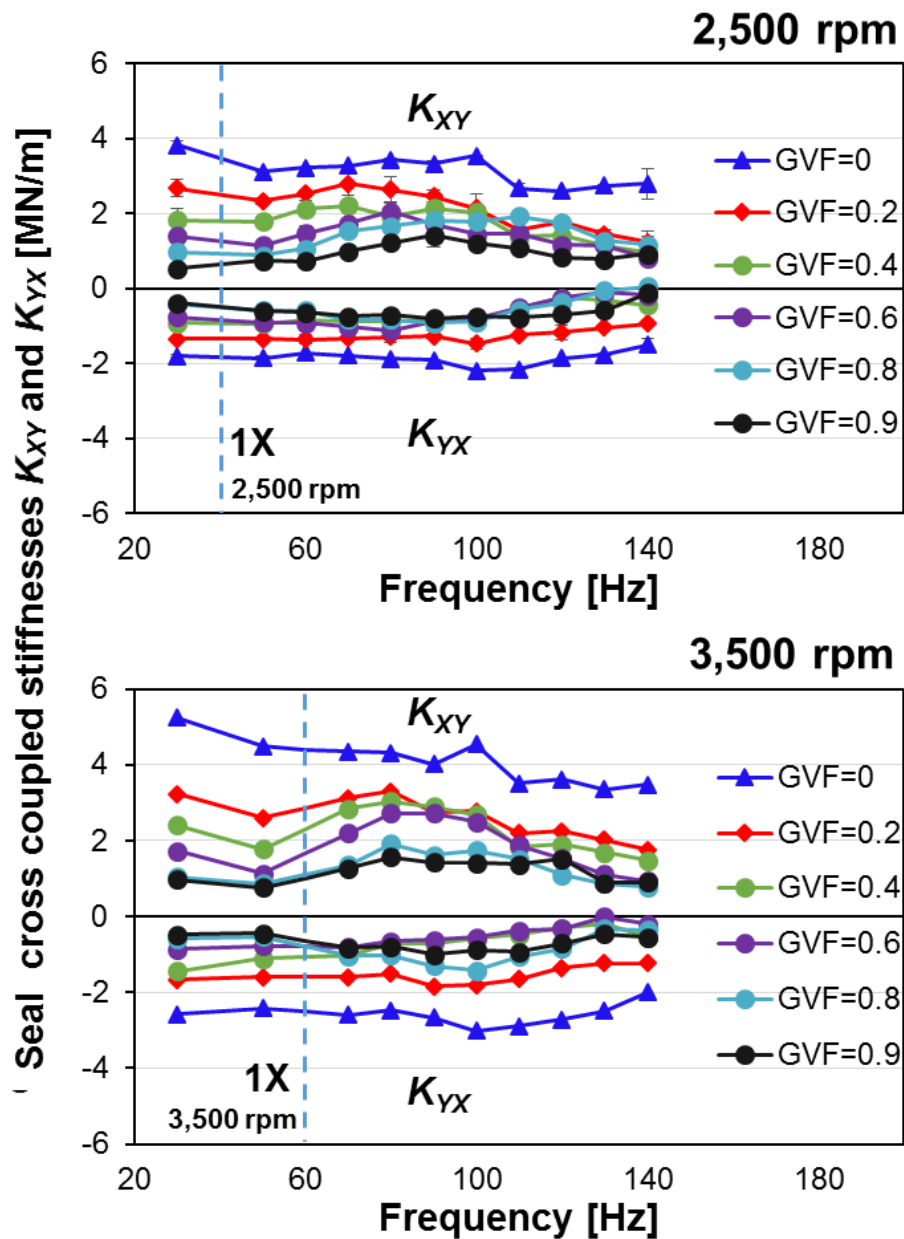 Seal cross coupled stiffnesses KXY and KYX [MN/m]
2,500 rpm
6
4
2
0
-2
-4
-6
KXY
KYX
1X
2,500 rpm
GVF=0
GVF=0.2
GVF=0.4
GVF=0.6
GVF=0.8
GVF=0.9
20 60 100 140 180
Frequency [Hz]
3,500 rpm
6
4
2
0
-2
-4
-6
KXY
KYX
1X
3,500 rpm
GVF=0
GVF=0.2
GVF=0.4
GVF=0.6
GVF=0.8
GVF=0.9
20 60 100 140 180
Frequency [Hz]